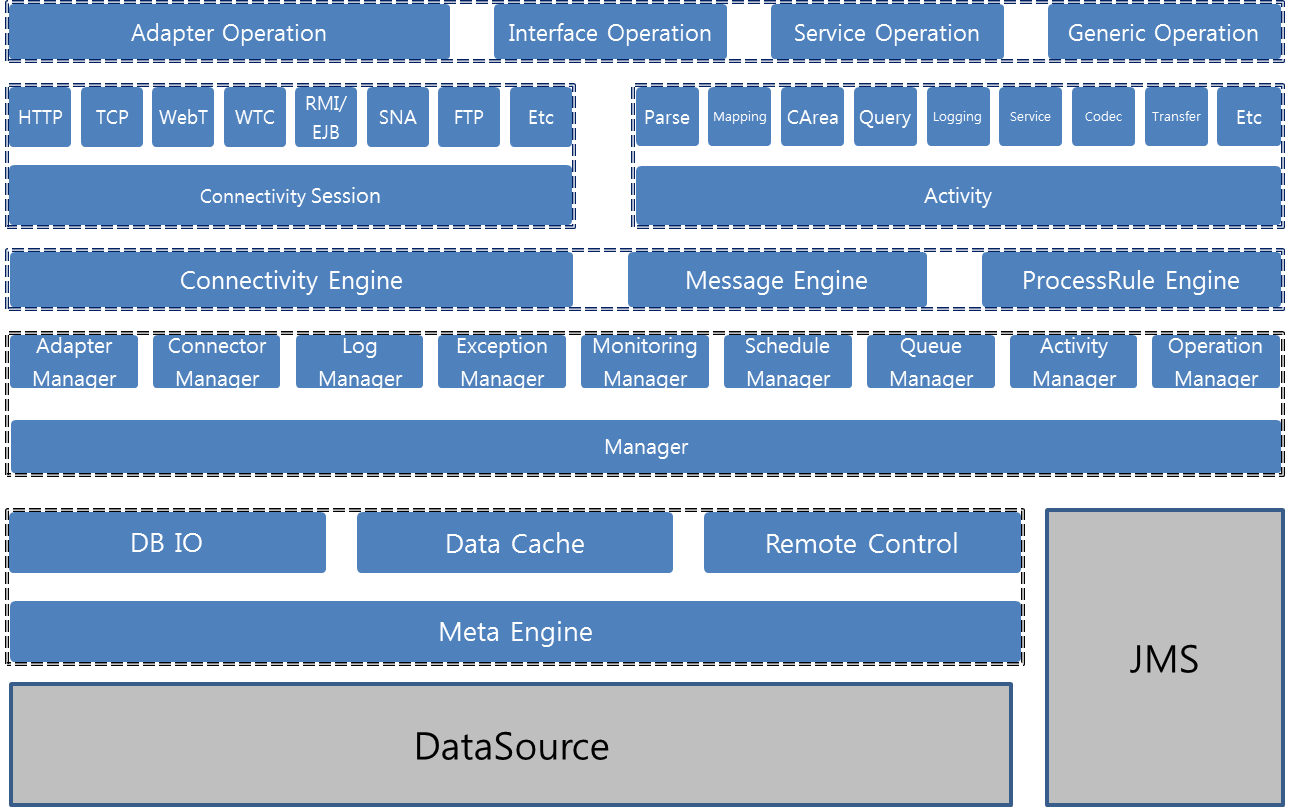 Adapter Operation
Interface Operation
Service Operation
Generic Operation
HTTP
TCP
WebT
WTC
RMI/
EJB
SNA
FTP
Etc
Parse
Mapping
CArea
Query
Logging
Service
Codec
Transfer
Etc
Connectivity Session
Activity
Connectivity Engine
Message Engine
ProcessRule Engine
Adapter
Manager
Connector
Manager
Log
Manager
Exception
Manager
Monitoring
Manager
Schedule
Manager
Queue
Manager
Activity
Manager
Operation
Manager
Manager
DB IO
Data Cache
Remote Control
Meta Engine
JMS
DataSource